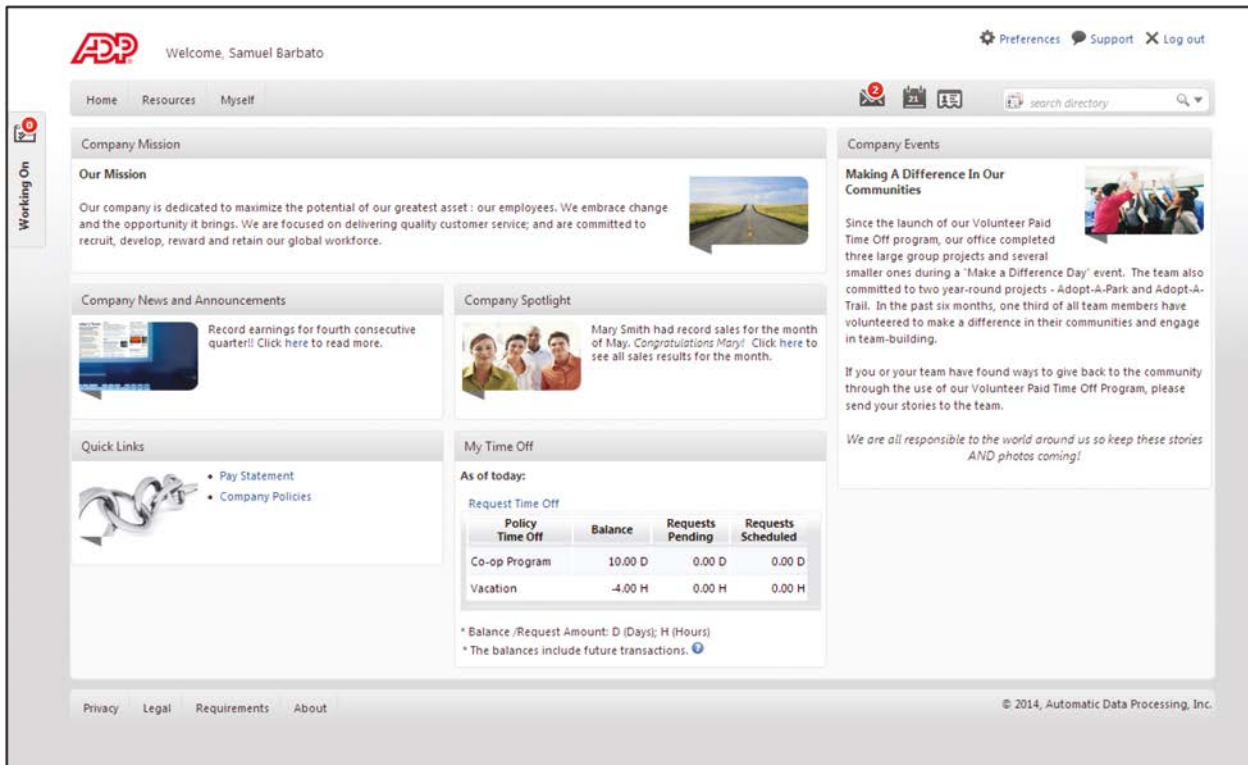 ADP
Welcome, Samuel Barbato
Preferences Support Log out
Home Resources Myself
2
21
search directory
0
Working On
Company Mission
Our Mission
Our company is dedicated to maximize the potential of our greatest asset : our employees. We embrace change
and the opportunity it brings. We are focused on delivering quality customer service; and are committed to
recruit, develop, reward and retain our global workforce.
Company News and Announcements
Record earnings for fourth consecutive
quarter!! Click here to read more.
Company Spotlight
Mary Smith had record sales for the month
of May. Congratulations Mary! Click here to
see all sales results for the month.
Quick Links
• Pay Statement
• Company Policies
My Time Off
As of today:
Request Time Off
Policy
Time Off Balance Requests
Pending Requests
Scheduled
Co-op Program 10.00 D 0.00 D 0.00 D
Vacation -4.00 H 0.00 H 0.00 H
* Balance /Request Amount: D (Days); H (Hours)
* The balances include future transactions. ?
Company Events
Making A Difference In Our
Communities
Since the launch of our Volunteer Paid
Time Off program, our office completed
three large group projects and several
smaller ones during a "Make a Difference Day" event. The team also
committed to two year-round projects - Adopt-A-Park and Adopt-A-
Trail. In the past six months, one third of all team members have
volunteered to make a difference in their communities and engage
in team-building.
If you or your team have found ways to give back to the community
through the use of our Volunteer Paid Time Off Program, please
send your stories to the team.
We are all responsible to the world around us so keep these stories
AND photos coming!
Privacy Legal Requirements About
© 2014, Automatic Data Processing, Inc.